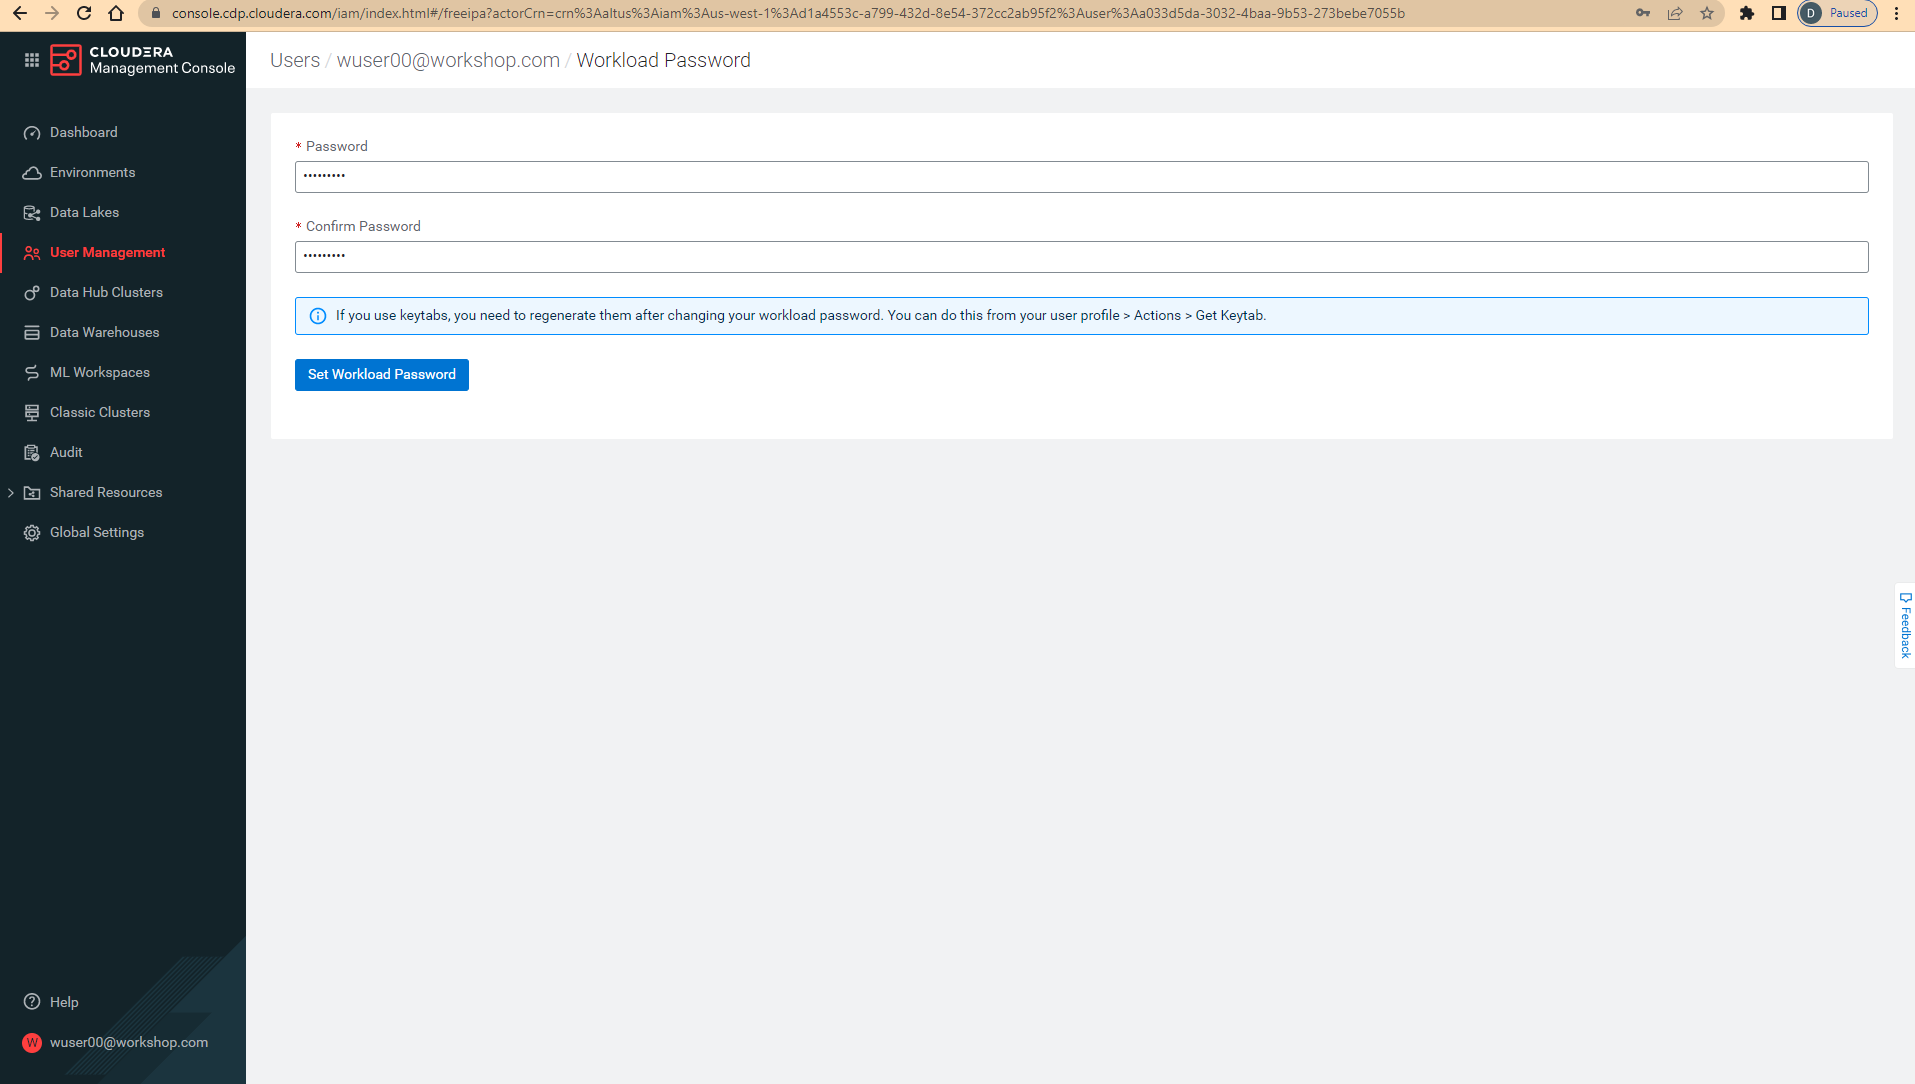 console.cdp.cloudera.com/iam/index.html#/freeipa?actorCrn=crn%3Aaltus%3Aiam%3Aus-west-1%3Ad1a4553c-a799-432d-8e54-372cc2ab95f2%3Auser%3Aa033d5da-3032-4baa-9b53-273bebe7055b
D Paused
CLOUDERA
Management Console
Users / wuser00@workshop.com / Workload Password
Dashboard
Environments
Data Lakes
User Management
Data Hub Clusters
Data Warehouses
ML Workspaces
Classic Clusters
Audit
Shared Resources
Global Settings
Help
W wuser00@workshop.com
* Password
•••••••••
* Confirm Password
•••••••••
If you use keytabs, you need to regenerate them after changing your workload password. You can do this from your user profile > Actions > Get Keytab.
Set Workload Password
Feedback